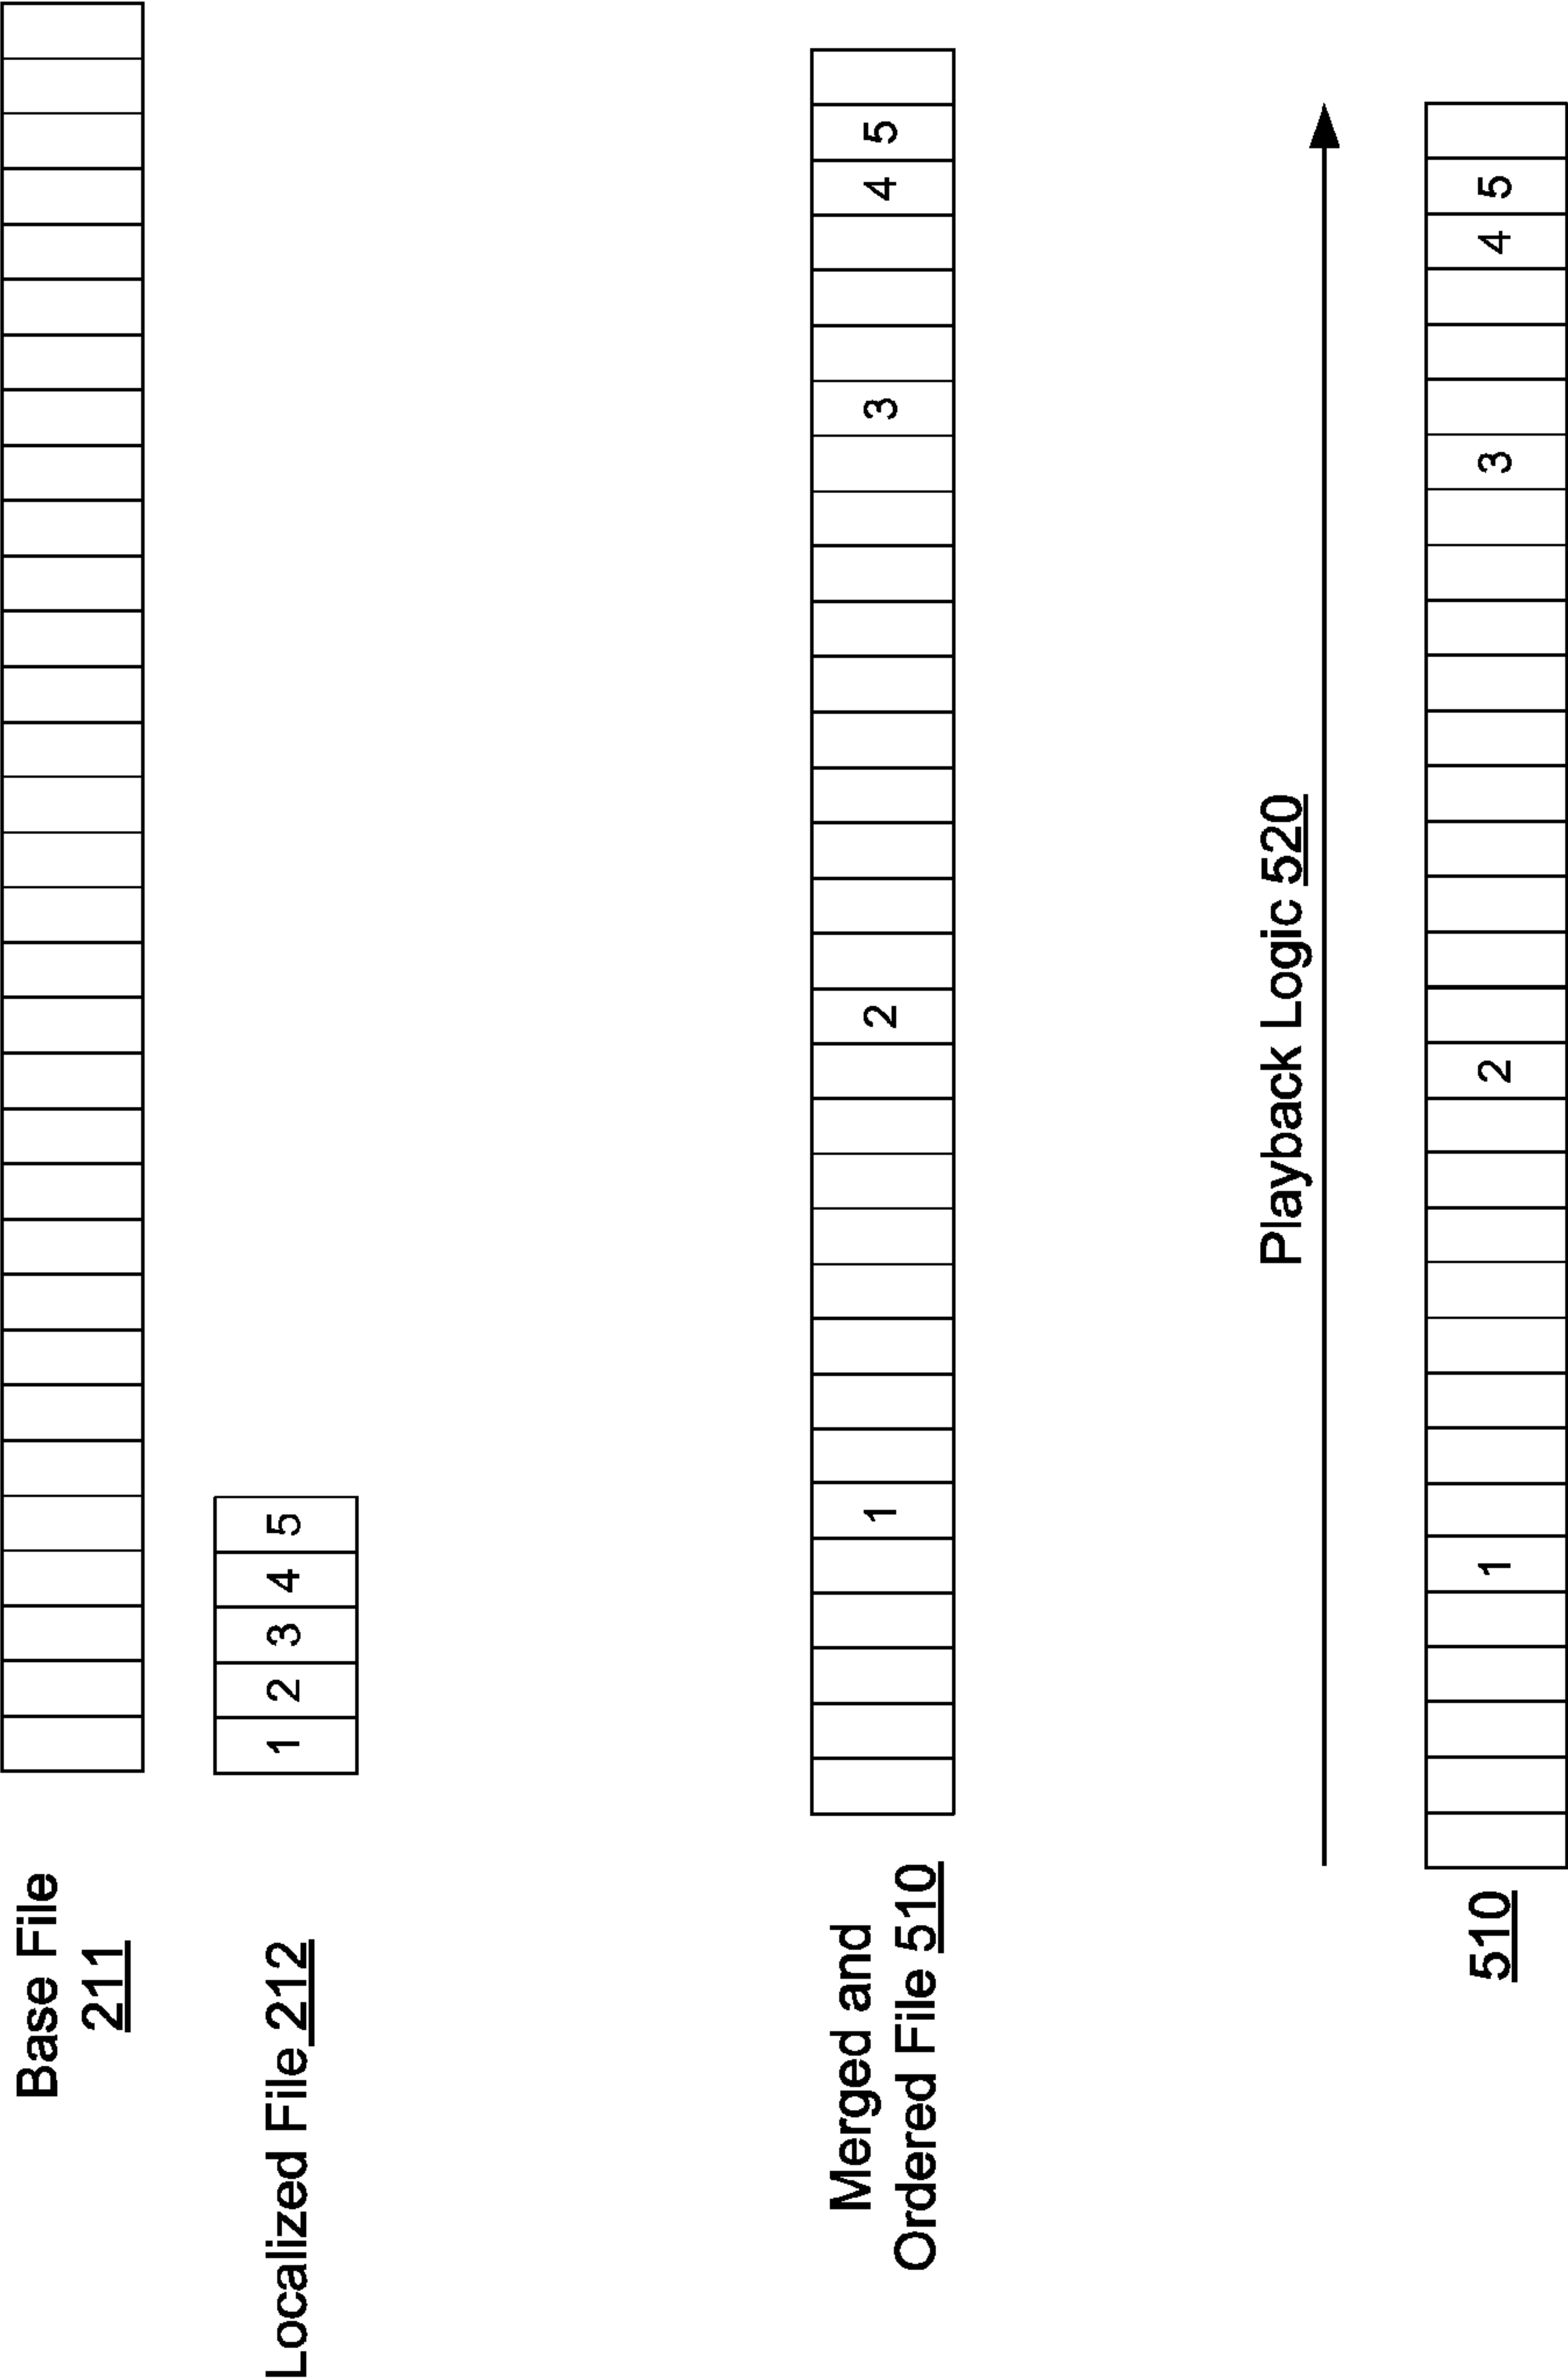 Base File
211
Localized File 212
1 2 3 4 5
Merged and
Ordered File 510
1 2 3 4 5
Playback Logic 520
510
1 2 3 4 5